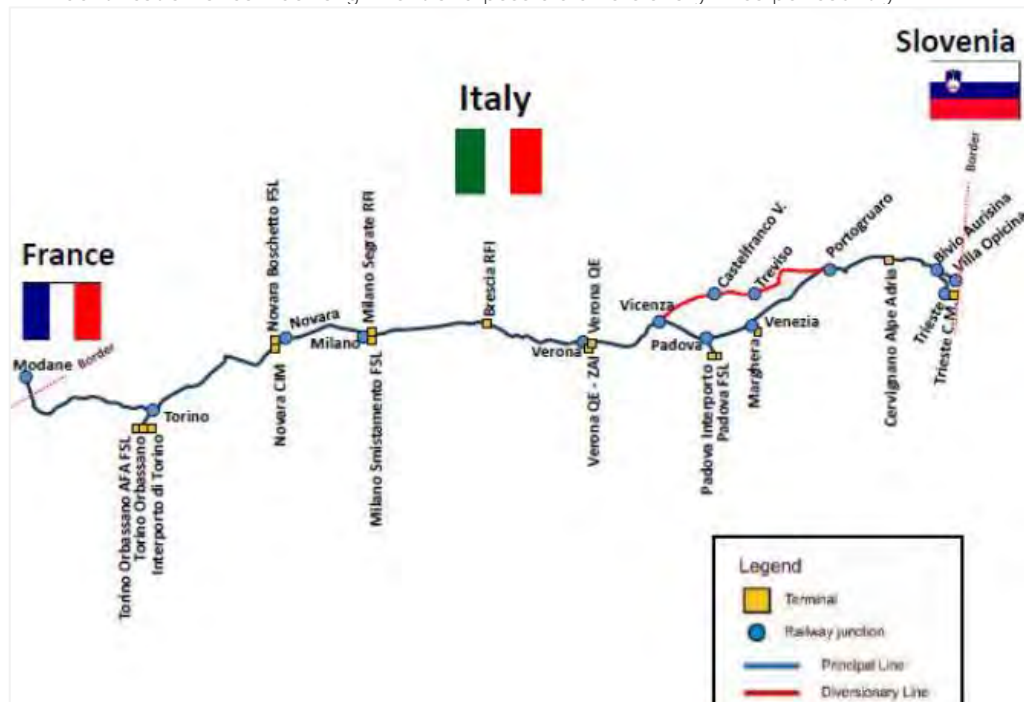 Slovenia
Italy
Border
France
Modane
Border
Torino
Torino Orbassano AFA FSL
Torino Orbassano
Interporto di Torino
Novara Boschetto FSL
Novara
Novara CIM
Milano Segrate RFI
Milano
Milano Smistamento FSL
Brescia RFI
Verona QE
Verona
Verona QE - ZAI
Vicenza
Castelfranco V.
Treviso
Portogruaro
Padova
Venezia
Padova Interporto
Padova FSL
Marghera
Cervignano Alpe Adria
Bivio Aurisina
Villa Opicina
Trieste
Trieste C.M.
Legend
Terminal
Railway junction
Principal Line
Diversionary Line